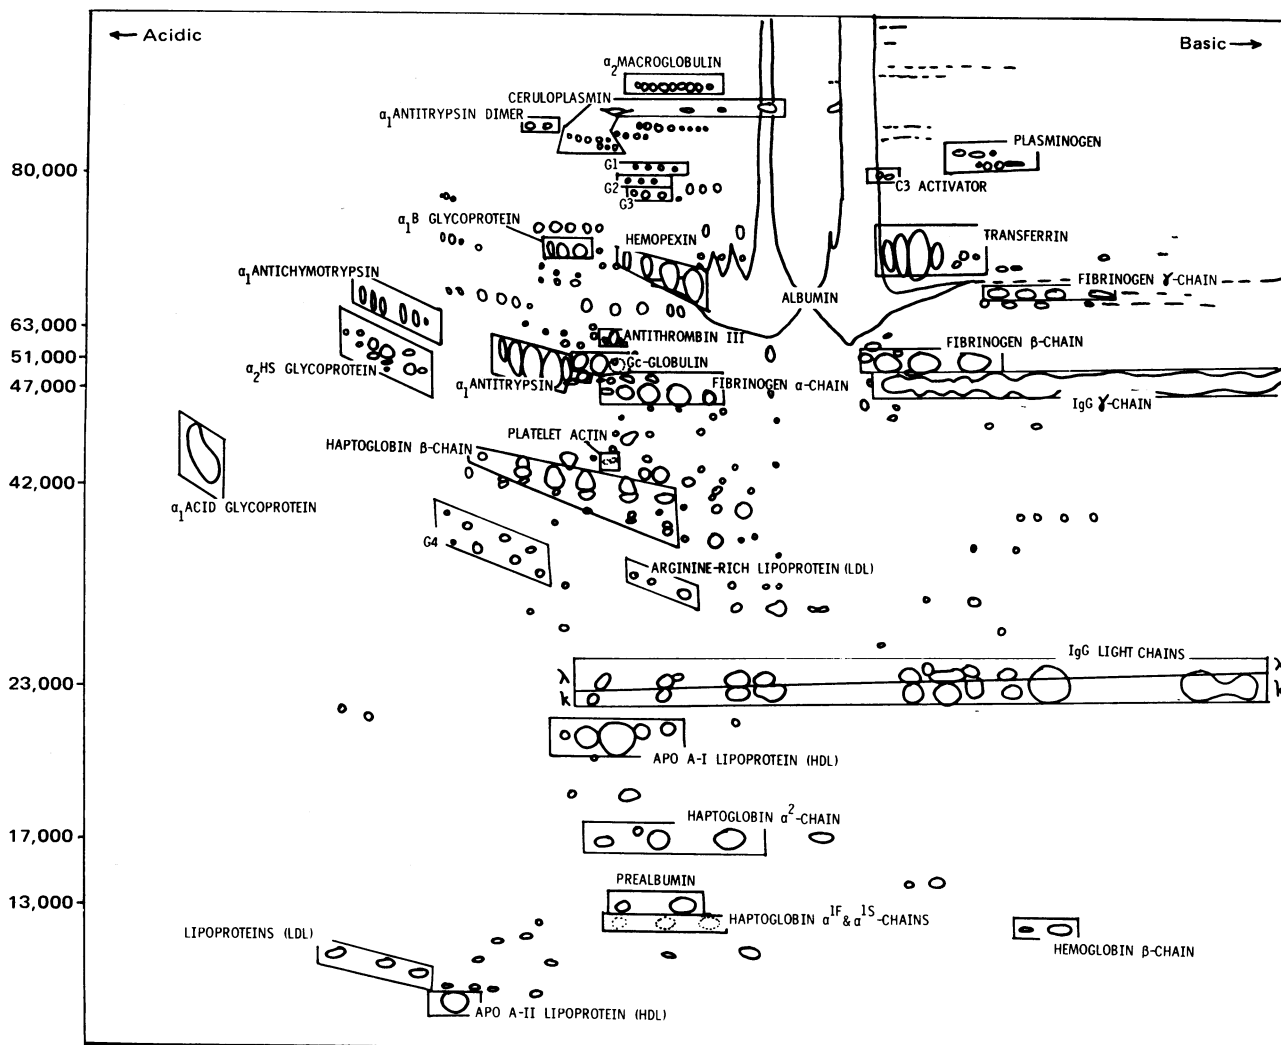 ← Acidic
Basic →
α₂MACROGLOBULIN
CERULOPLASMIN
α₁ANTITRYPSIN DIMER
PLASMINOGEN
G1
80,000
G2
C3 ACTIVATOR
G3
α₁B GLYCOPROTEIN
HEMOPEXIN
TRANSFERRIN
α₁ANTICHYMOTRYPSIN
FIBRINOGEN γ-CHAIN
ALBUMIN
63,000
ANTITHROMBIN III
FIBRINOGEN β-CHAIN
51,000
α₂HS GLYCOPROTEIN
Gc-GLOBULIN
47,000
α₁ANTITRYPSIN
FIBRINOGEN α-CHAIN
IgG γ-CHAIN
PLATELET ACTIN
HAPTOGLOBIN β-CHAIN
42,000
α₁ACID GLYCOPROTEIN
G4
ARGININE-RICH LIPOPROTEIN (LDL)
IgG LIGHT CHAINS
λ λ
23,000
k k
APO A-I LIPOPROTEIN (HDL)
HAPTOGLOBIN α²-CHAIN
17,000
PREALBUMIN
13,000
HAPTOGLOBIN α¹ᶠ & α¹ˢ-CHAINS
LIPOPROTEINS (LDL)
HEMOGLOBIN β-CHAIN
APO A-II LIPOPROTEIN (HDL)